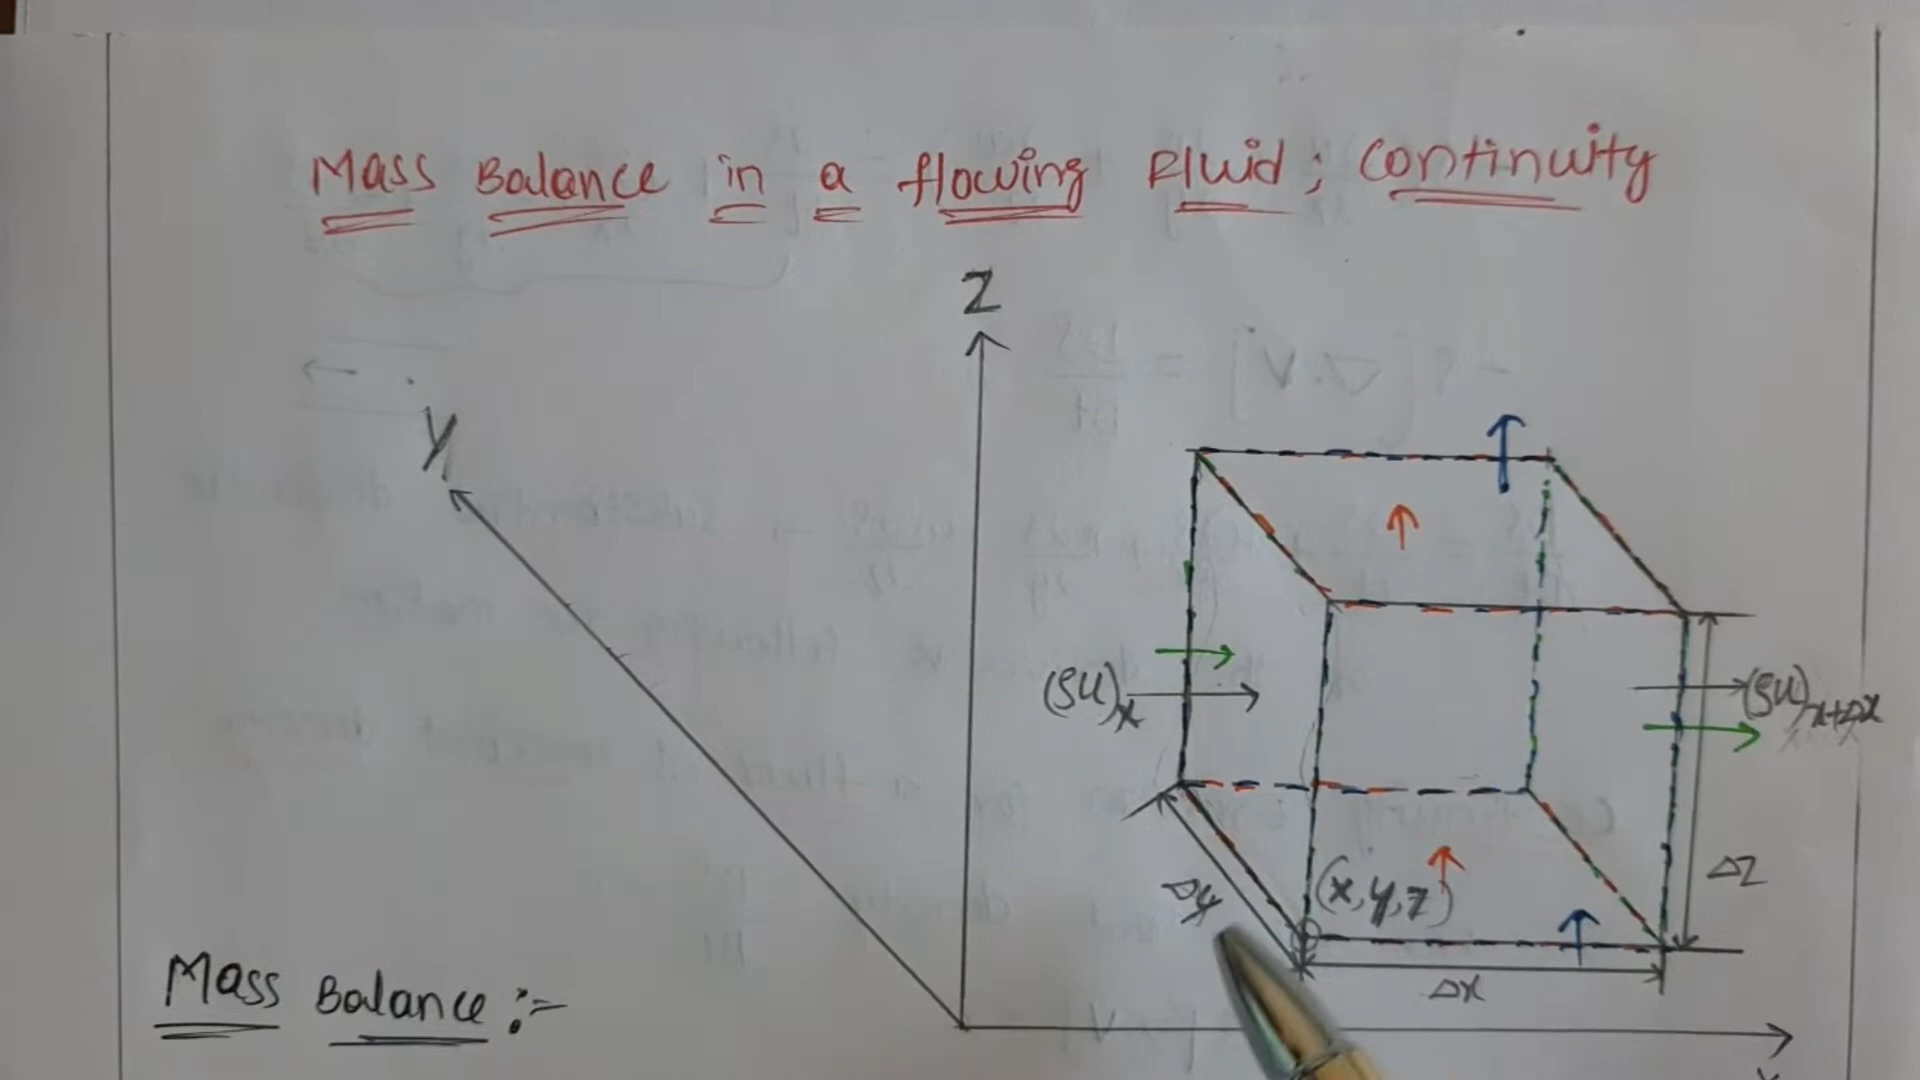 Mass Balance in a flowing Fluid; Continuity
Z
Y
(ρu)x
(ρu)x+Δx
Δz
(x,y,z)
Δy
Δx
Mass Balance :-